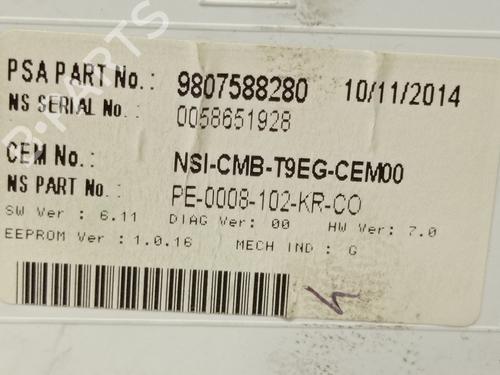 PSA PART No.: 9807588280 10/11/2014
NS SERIAL No.: 0058651928
CEM No.: NSI-CMB-T9EG-CEM00
NS PART No.: PE-0008-102-KR-CO
SW Ver : 6.11 DIAG Ver: 00 HW Ver: 7.0
EEPROM Ver : 1.0.16 MECH IND : G